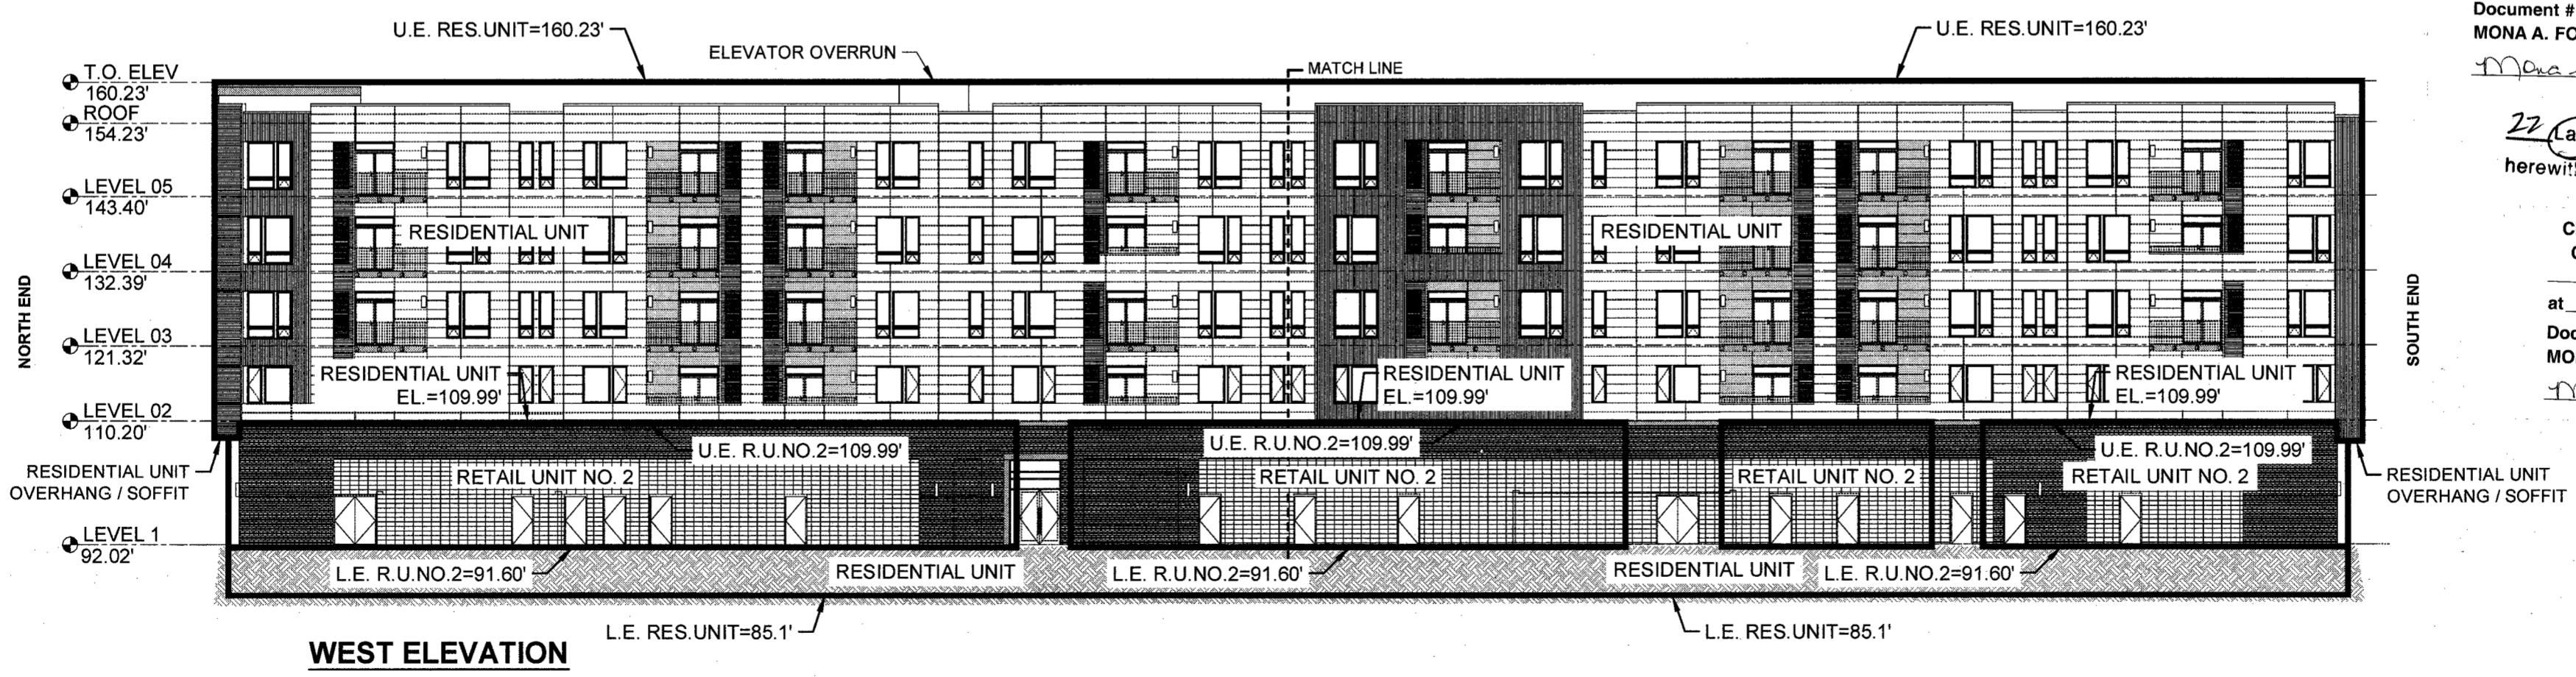 U.E. RES.UNIT=160.23'
ELEVATOR OVERRUN
MATCH LINE
U.E. RES.UNIT=160.23'
Document #
MONA A. FO
Mona
T.O. ELEV
160.23'
ROOF
154.23'
22 La
herewith
LEVEL 05
143.40'
RESIDENTIAL UNIT
RESIDENTIAL UNIT
LEVEL 04
132.39'
NORTH END
SOUTH END
at
Doc
MO
LEVEL 03
121.32'
RESIDENTIAL UNIT
EL.=109.99'
RESIDENTIAL UNIT
EL.=109.99'
RESIDENTIAL UNIT
EL.=109.99'
LEVEL 02
110.20'
U.E. R.U.NO.2=109.99'
U.E. R.U.NO.2=109.99'
U.E. R.U.NO.2=109.99'
RESIDENTIAL UNIT
OVERHANG / SOFFIT
RETAIL UNIT NO. 2
RETAIL UNIT NO. 2
RETAIL UNIT NO. 2
RETAIL UNIT NO. 2
RESIDENTIAL UNIT
OVERHANG / SOFFIT
LEVEL 1
92.02'
L.E. R.U.NO.2=91.60'
RESIDENTIAL UNIT
L.E. R.U.NO.2=91.60'
RESIDENTIAL UNIT
L.E. R.U.NO.2=91.60'
L.E. RES.UNIT=85.1'
L.E. RES.UNIT=85.1'
WEST ELEVATION